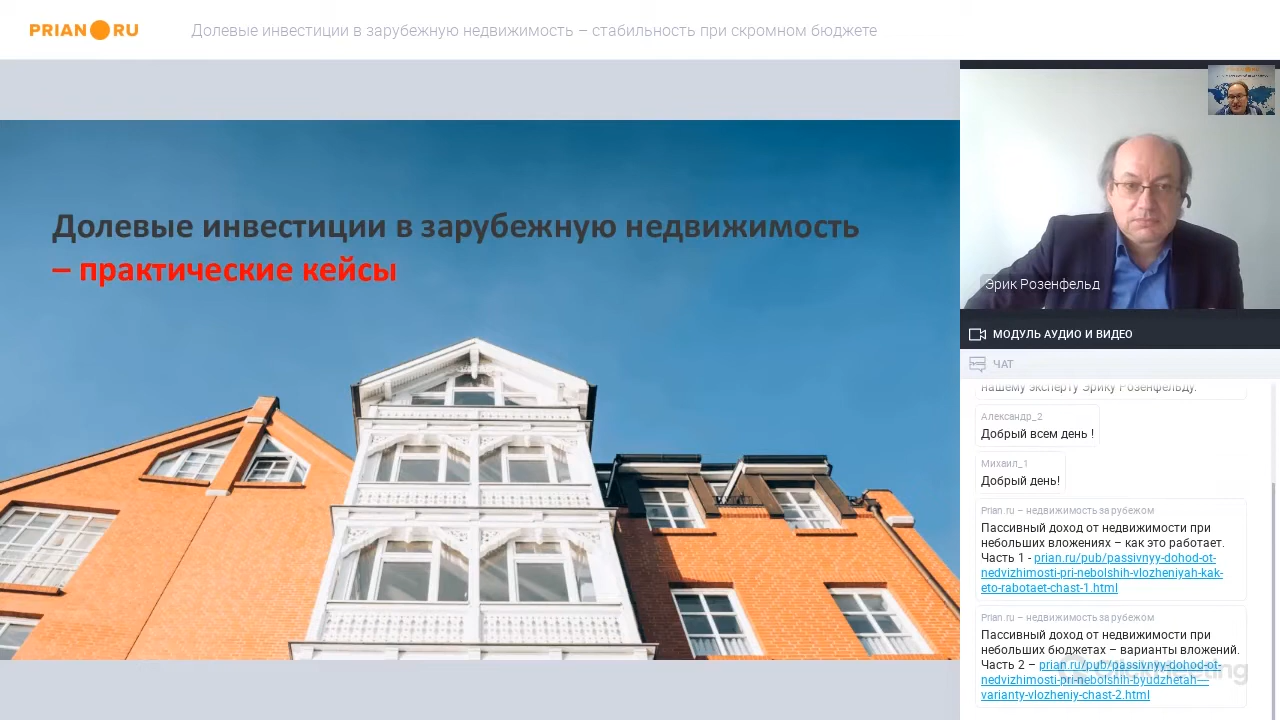 PRIAN RU
Долевые инвестиции в зарубежную недвижимость – стабильность при скромном бюджете
Долевые инвестиции в зарубежную недвижимость
– практические кейсы
Эрик Розенфельд
МОДУЛЬ АУДИО И ВИДЕО
ЧАТ
нашему эксперту Эрику Розенфельду.
Александр_2
Добрый всем день !
Михаил_1
Добрый день!
Prian.ru – недвижимость за рубежом
Пассивный доход от недвижимости при
небольших вложениях – как это работает.
Часть 1 - prian.ru/pub/passivnyy-dohod-ot-
nedvizhimosti-pri-nebolshih-vlozheniyah-kak-
eto-rabotaet-chast-1.html
Prian.ru – недвижимость за рубежом
Пассивный доход от недвижимости при
небольших бюджетах – варианты вложений.
Часть 2 – prian.ru/pub/passivnyy-dohod-ot-
nedvizhimosti-pri-nebolshih-byudzhetah—
varianty-vlozheniy-chast-2.html